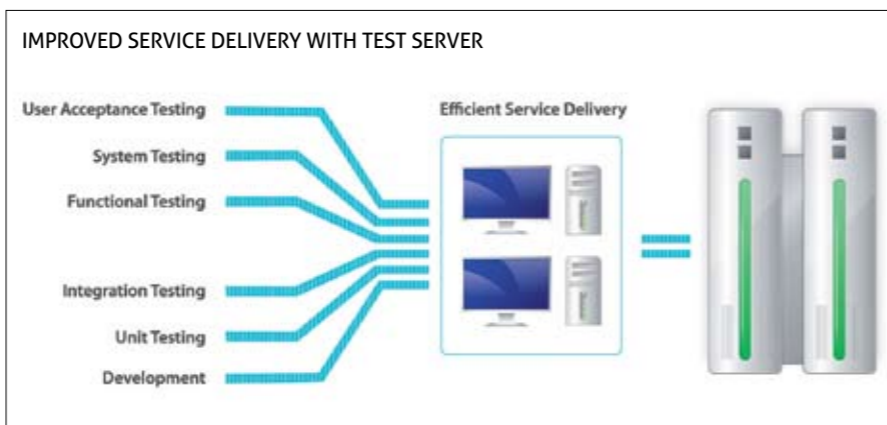 IMPROVED SERVICE DELIVERY WITH TEST SERVER
User Acceptance Testing
System Testing
Functional Testing
Integration Testing
Unit Testing
Development
Efficient Service Delivery